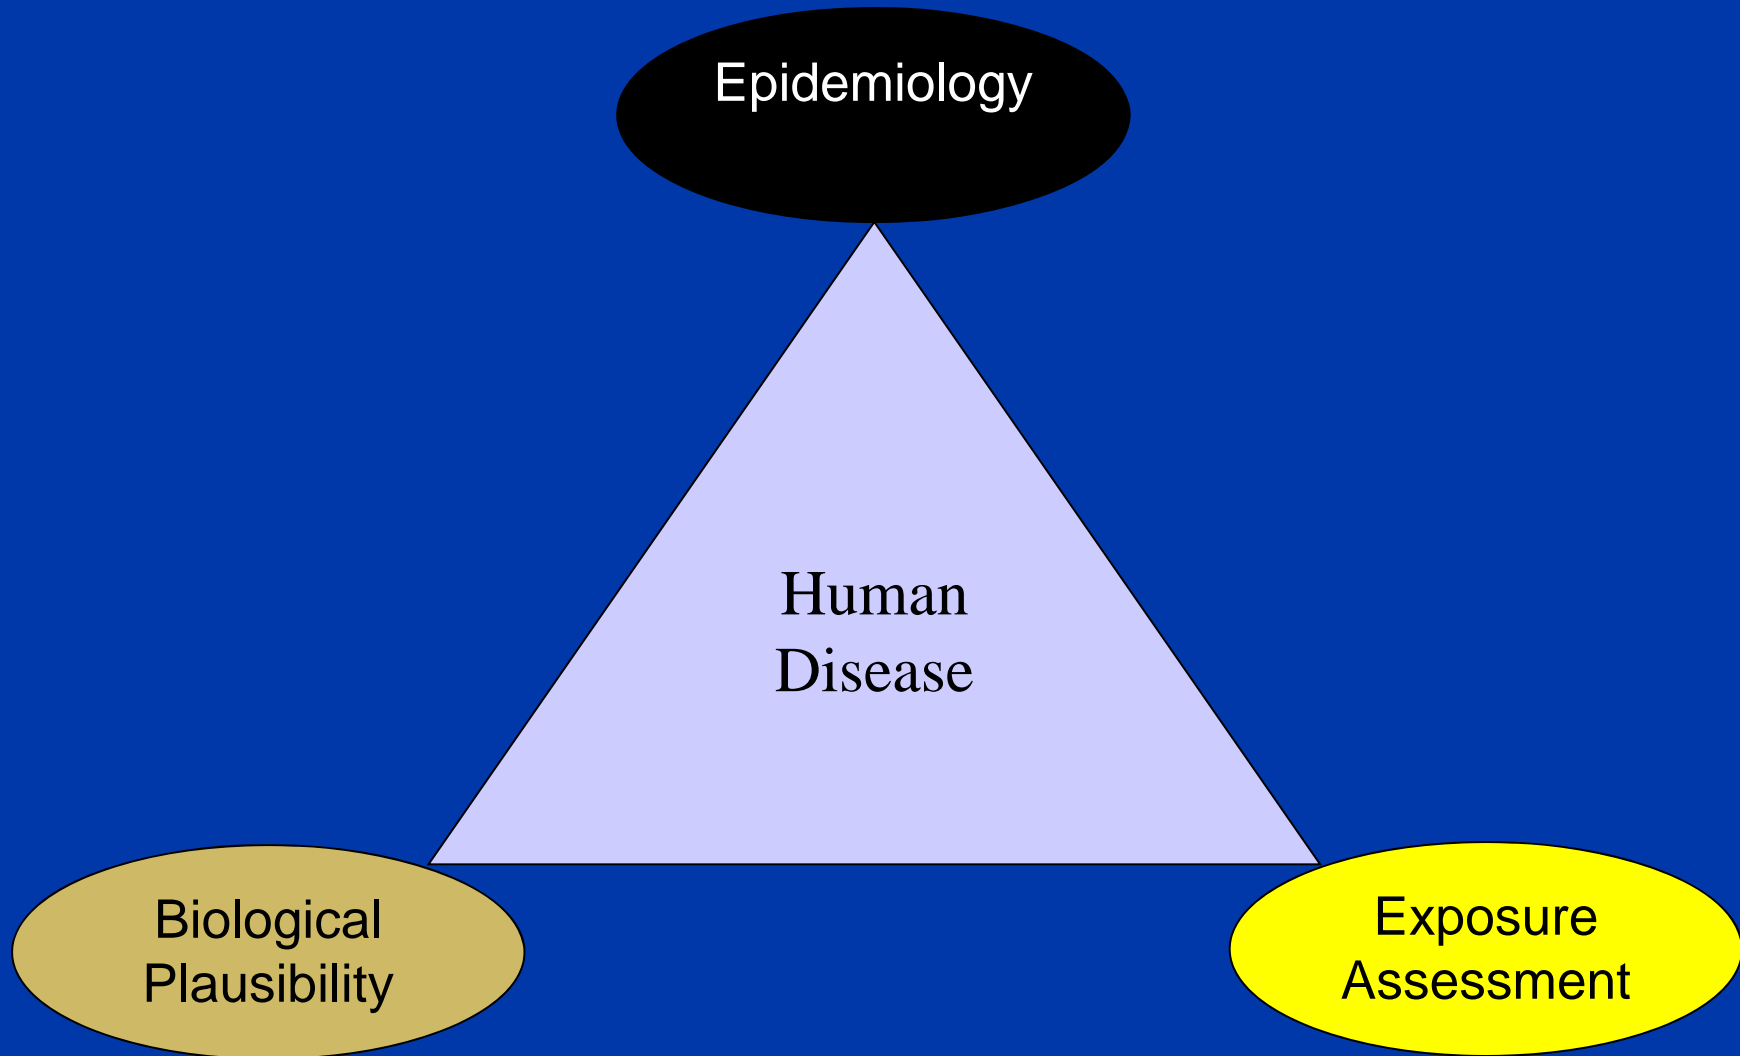 Epidemiology
Human
Disease
Biological
Plausibility
Exposure
Assessment